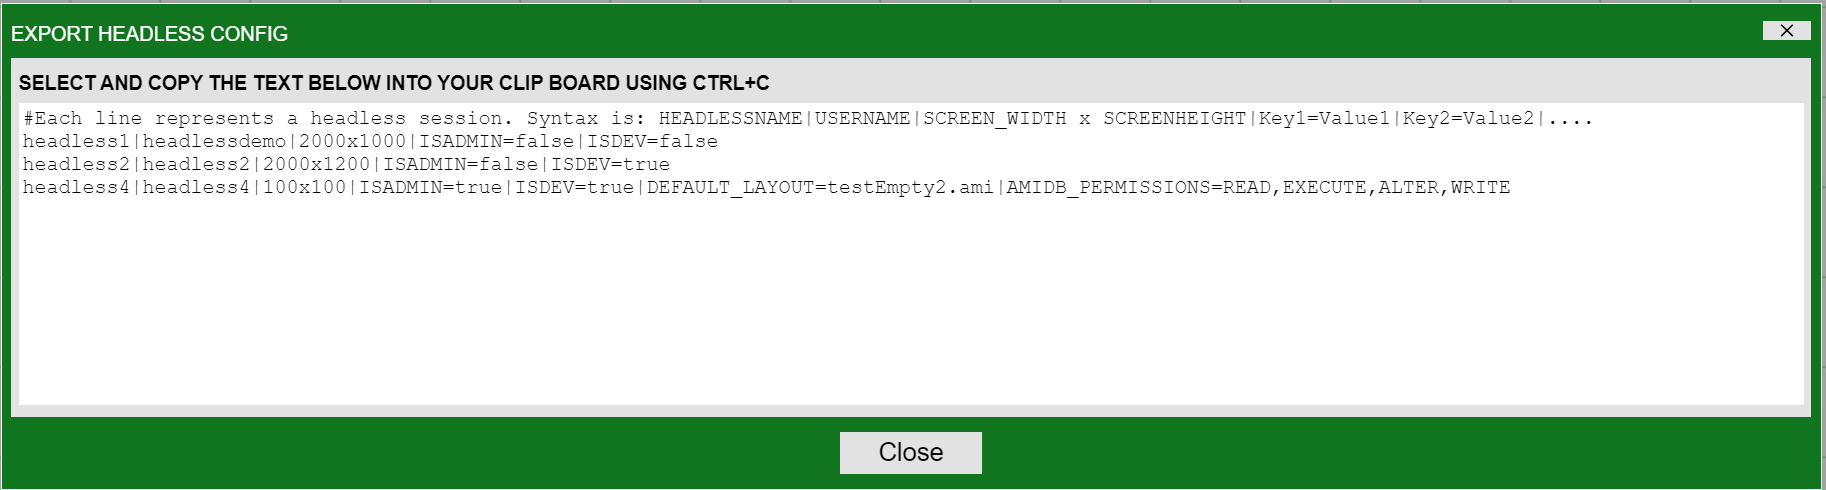 EXPORT HEADLESS CONFIG
SELECT AND COPY THE TEXT BELOW INTO YOUR CLIP BOARD USING CTRL+C
#Each line represents a headless session. Syntax is: HEADLESSNAME|USERNAME|SCREEN_WIDTH x SCREENHEIGHT|Key1=Value1|Key2=Value2|....
headless1|headlessdemo|2000x1000|ISADMIN=false|ISDEV=false
headless2|headless2|2000x1200|ISADMIN=false|ISDEV=true
headless4|headless4|100x100|ISADMIN=true|ISDEV=true|DEFAULT_LAYOUT=testEmpty2.ami|AMIDB_PERMISSIONS=READ,EXECUTE,ALTER,WRITE
Close